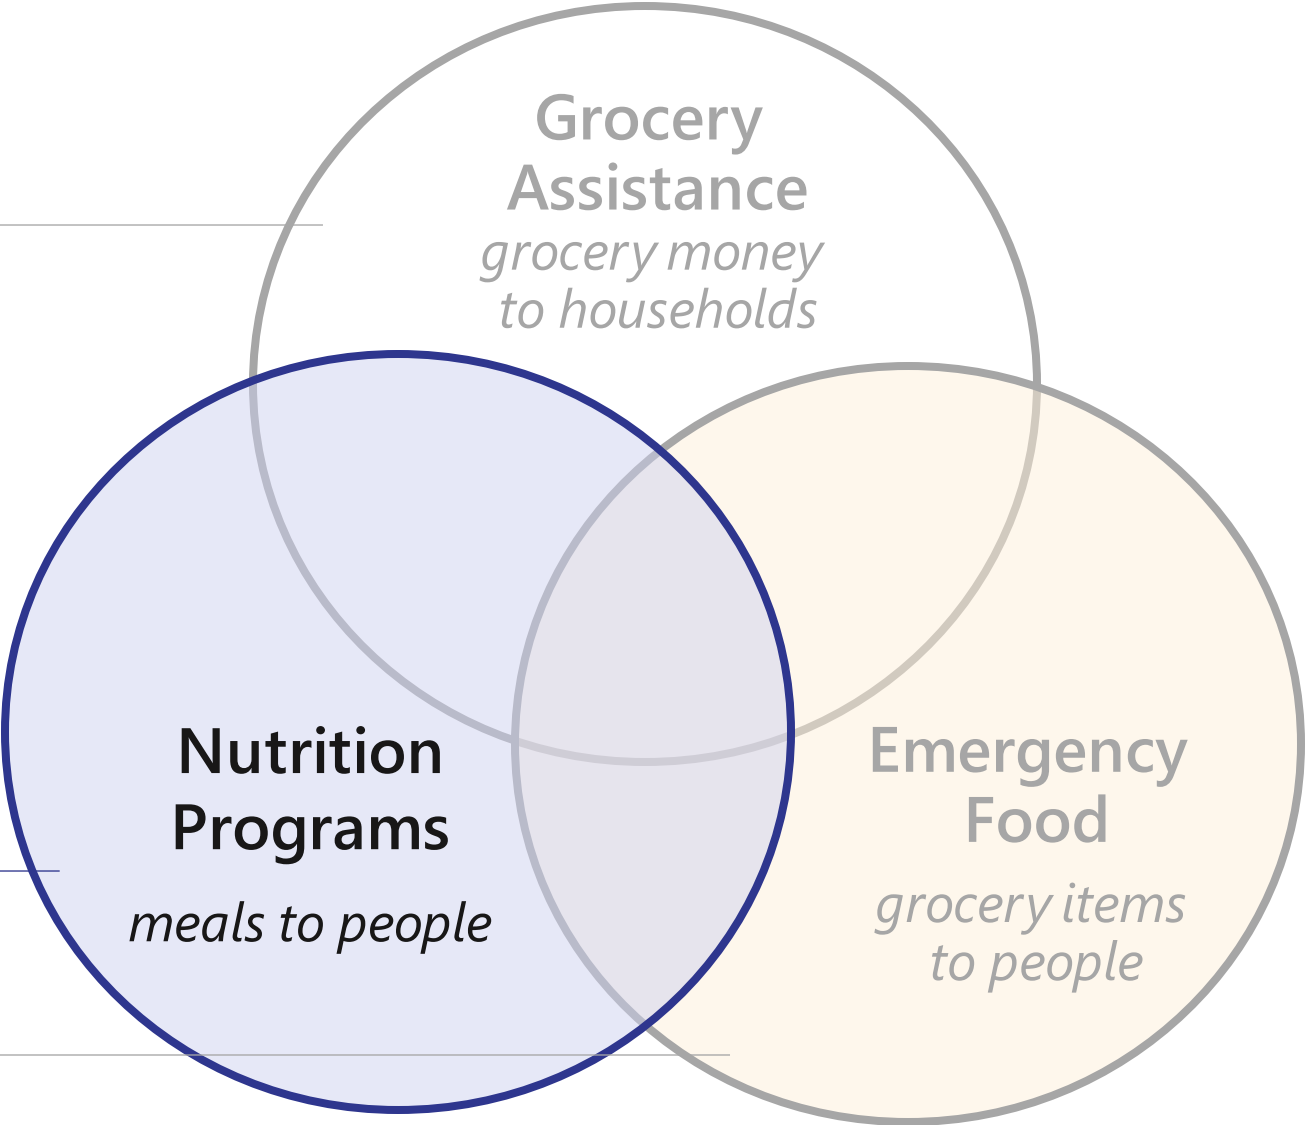 Grocery
Assistance
grocery money
to households
Nutrition
Programs
meals to people
Emergency
Food
grocery items
to people